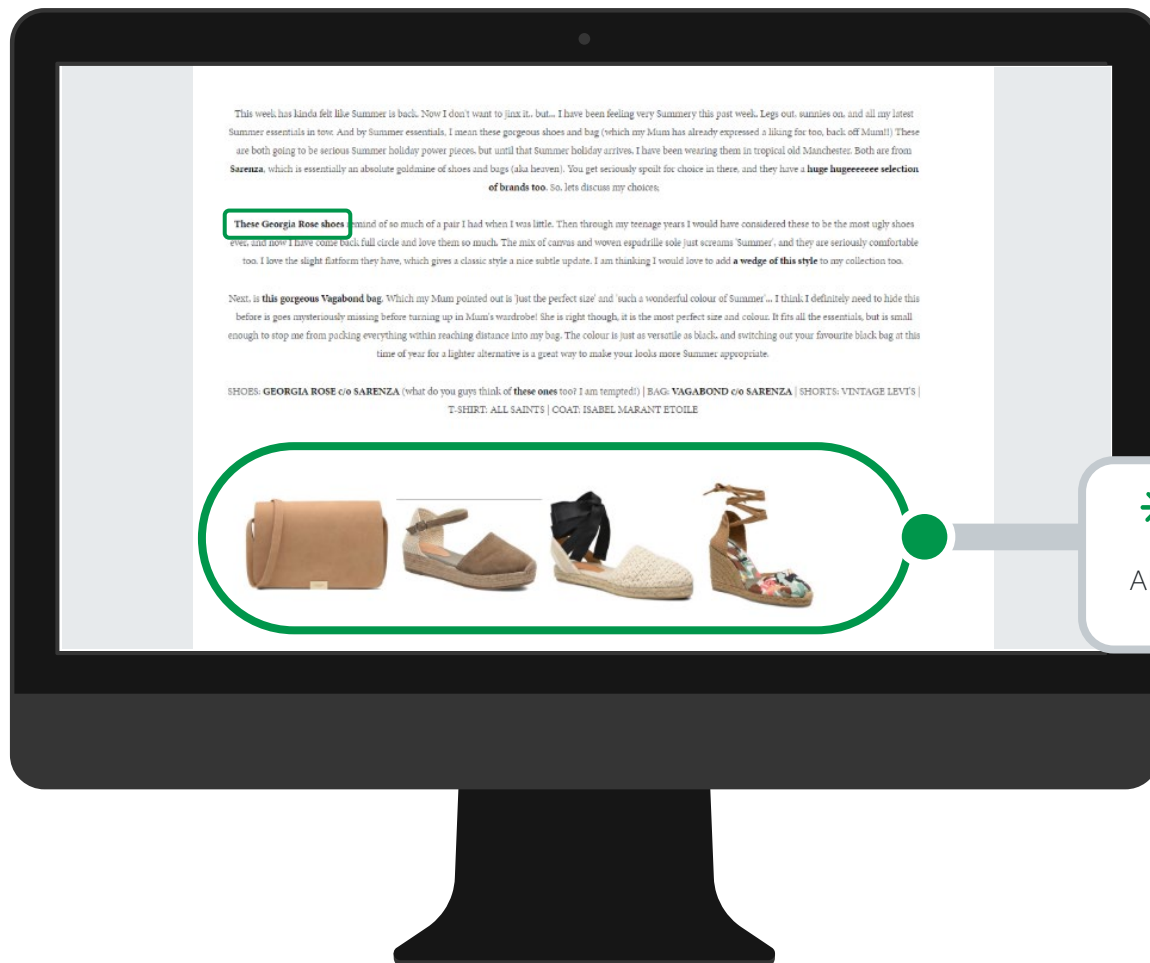 This week has kinda felt like Summer is back. Now I don't want to jinx it.. but... I have been feeling very Summery this past week. Legs out, sunnies on, and all my latest
Summer essentials in tow. And by Summer essentials, I mean these gorgeous shoes and bag (which my Mum has already expressed a liking for too, back off Mum!!) These
are both going to be serious Summer holiday power pieces, but until that Summer holiday arrives, I have been wearing them in tropical old Manchester. Both are from
Sarenza, which is essentially an absolute goldmine of shoes and bags (aka heaven). You get seriously spoilt for choice in there, and they have a huge hugeeeeeee selection
of brands too. So, lets discuss my choices;
These Georgia Rose shoes remind of so much of a pair I had when I was little. Then through my teenage years I would have considered these to be the most ugly shoes
ever, and now I have come back full circle and love them so much. The mix of canvas and woven espadrille sole just screams 'Summer', and they are seriously comfortable
too. I love the slight flatform they have, which gives a classic style a nice subtle update. I am thinking I would love to add a wedge of this style to my collection too.
Next, is this gorgeous Vagabond bag. Which my Mum pointed out is 'Just the perfect size' and 'such a wonderful colour of Summer'... I think I definitely need to hide this
before is goes mysteriously missing before turning up in Mum's wardrobe! She is right though, it is the most perfect size and colour. It fits all the essentials, but is small
enough to stop me from packing everything within reaching distance into my bag. The colour is just as versatile as black, and switching out your favourite black bag at this
time of year for a lighter alternative is a great way to make your looks more Summer appropriate.
SHOES: GEORGIA ROSE c/o SARENZA (what do you guys think of these ones too? I am tempted!) | BAG: VAGABOND c/o SARENZA | SHORTS: VINTAGE LEVI'S |
T-SHIRT: ALL SAINTS | COAT: ISABEL MARANT ETOILE
A